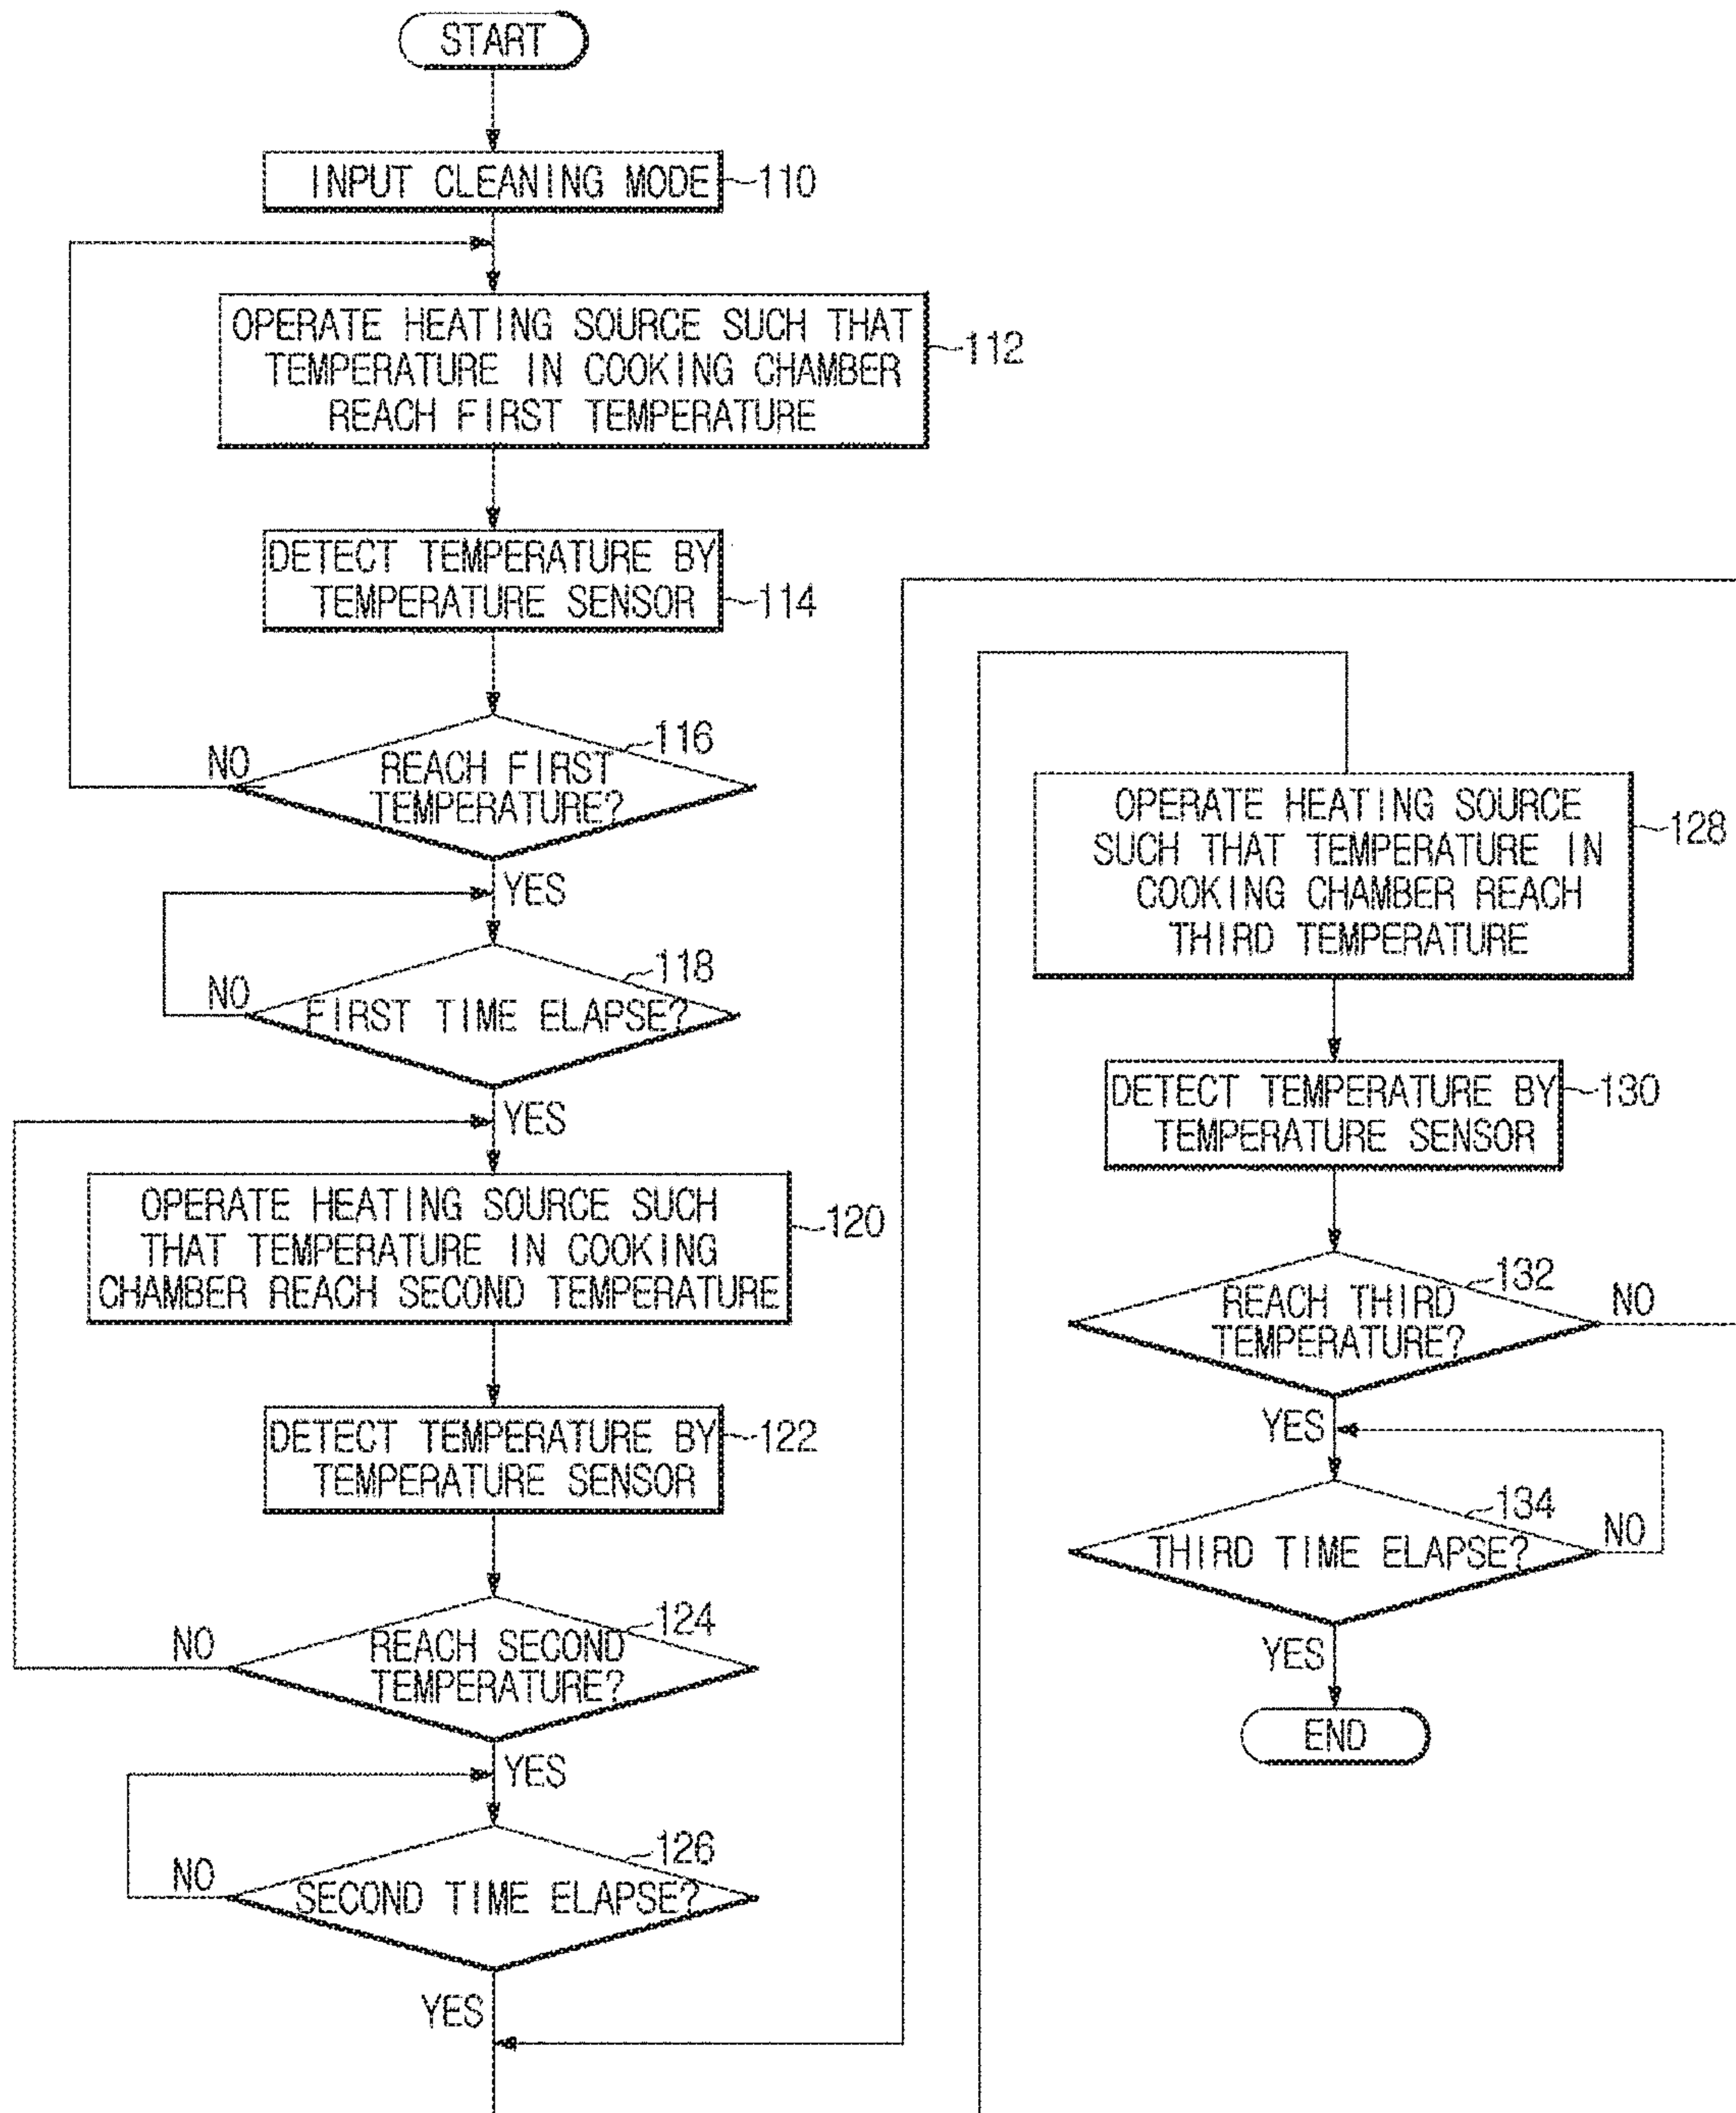 START
INPUT CLEANING MODE
110
OPERATE HEATING SOURCE SUCH THAT
TEMPERATURE IN COOKING CHAMBER
REACH FIRST TEMPERATURE
112
DETECT TEMPERATURE BY
TEMPERATURE SENSOR
114
116
REACH FIRST
TEMPERATURE?
NO
YES
118
FIRST TIME ELAPSE?
NO
YES
OPERATE HEATING SOURCE SUCH
THAT TEMPERATURE IN COOKING
CHAMBER REACH SECOND TEMPERATURE
120
DETECT TEMPERATURE BY
TEMPERATURE SENSOR
122
124
REACH SECOND
TEMPERATURE?
NO
YES
126
SECOND TIME ELAPSE?
NO
YES
OPERATE HEATING SOURCE
SUCH THAT TEMPERATURE IN
COOKING CHAMBER REACH
THIRD TEMPERATURE
128
DETECT TEMPERATURE BY
TEMPERATURE SENSOR
130
132
REACH THIRD
TEMPERATURE?
NO
YES
134
THIRD TIME ELAPSE?
NO
YES
END